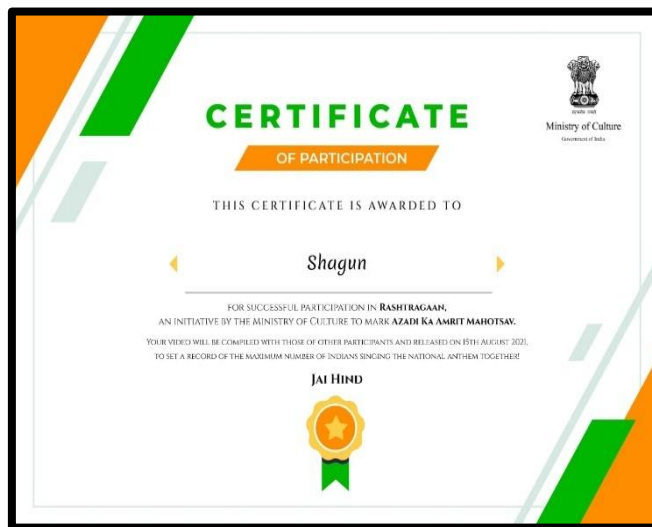 CERTIFICATE
OF PARTICIPATION
Ministry of Culture
Government of India
THIS CERTIFICATE IS AWARDED TO
Shagun
FOR SUCCESSFUL PARTICIPATION IN RASHTRAGAAN,
AN INITIATIVE BY THE MINISTRY OF CULTURE TO MARK AZADI KA AMRIT MAHOTSAV.
YOUR VIDEO WILL BE COMPILED WITH THOSE OF OTHER PARTICIPANTS AND RELEASED ON 15TH AUGUST 2021,
TO SET A RECORD OF THE MAXIMUM NUMBER OF INDIANS SINGING THE NATIONAL ANTHEM TOGETHER!
JAI HIND